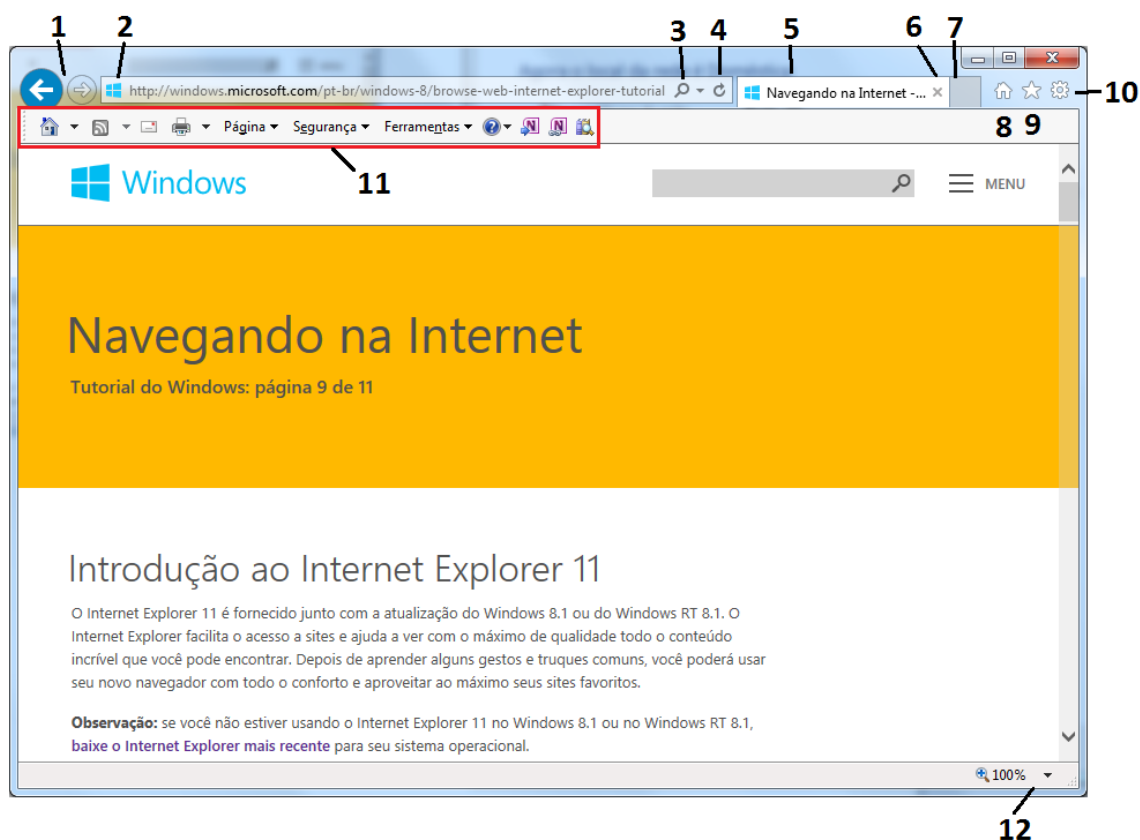 1 2 3 4 5 6 7
http://windows.microsoft.com/pt-br/windows-8/browse-web-internet-explorer-tutorial
Navegando na Internet -...
10
Página Segurança Ferramentas
8 9
11
Windows
MENU
Navegando na Internet
Tutorial do Windows: página 9 de 11
Introdução ao Internet Explorer 11
O Internet Explorer 11 é fornecido junto com a atualização do Windows 8.1 ou do Windows RT 8.1. O
Internet Explorer facilita o acesso a sites e ajuda a ver com o máximo de qualidade todo o conteúdo
incrível que você pode encontrar. Depois de aprender alguns gestos e truques comuns, você poderá usar
seu novo navegador com todo o conforto e aproveitar ao máximo seus sites favoritos.
Observação: se você não estiver usando o Internet Explorer 11 no Windows 8.1 ou no Windows RT 8.1,
baixe o Internet Explorer mais recente para seu sistema operacional.
100%
12